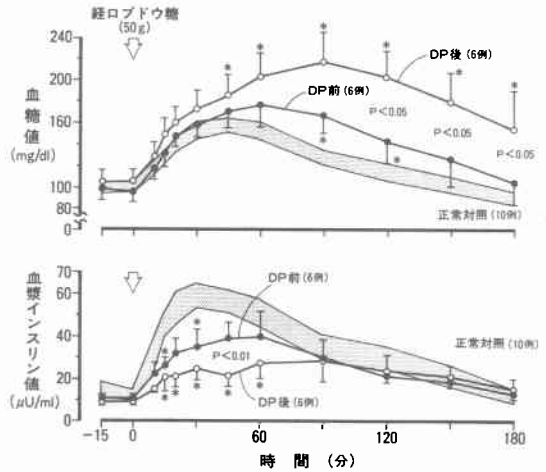 経口ブドウ糖
(50g)
240
200
160
100
80
0
血糖値
(mg/dl)
*
*
*
*
*
*
*
*
DP後(6例)
DP前(6例)
P<0.05
P<0.05
P<0.05
正常対照(10例)
70
60
40
20
0
血漿インスリン値
(μU/ml)
DP前(6例)
*
*
P<0.01
*
*
*
*
*
DP後(6例)
正常対照(10例)
-15
0
60
120
180
時間(分)